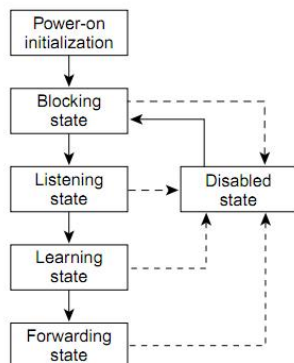 Power-on
initialization
Blocking
state
Listening
state
Disabled
state
Learning
state
Forwarding
state